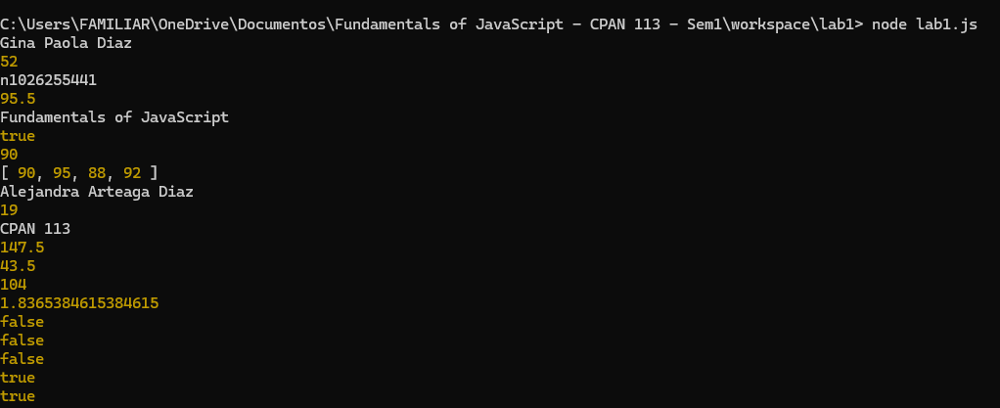 C:\Users\FAMILIAR\OneDrive\Documentos\Fundamentals of JavaScript - CPAN 113 - Sem1\workspace\lab1> node lab1.js
Gina Paola Diaz
52
n1026255441
95.5
Fundamentals of JavaScript
true
90
[ 90, 95, 88, 92 ]
Alejandra Arteaga Diaz
19
CPAN 113
147.5
43.5
104
1.8365384615384615
false
false
false
true
true